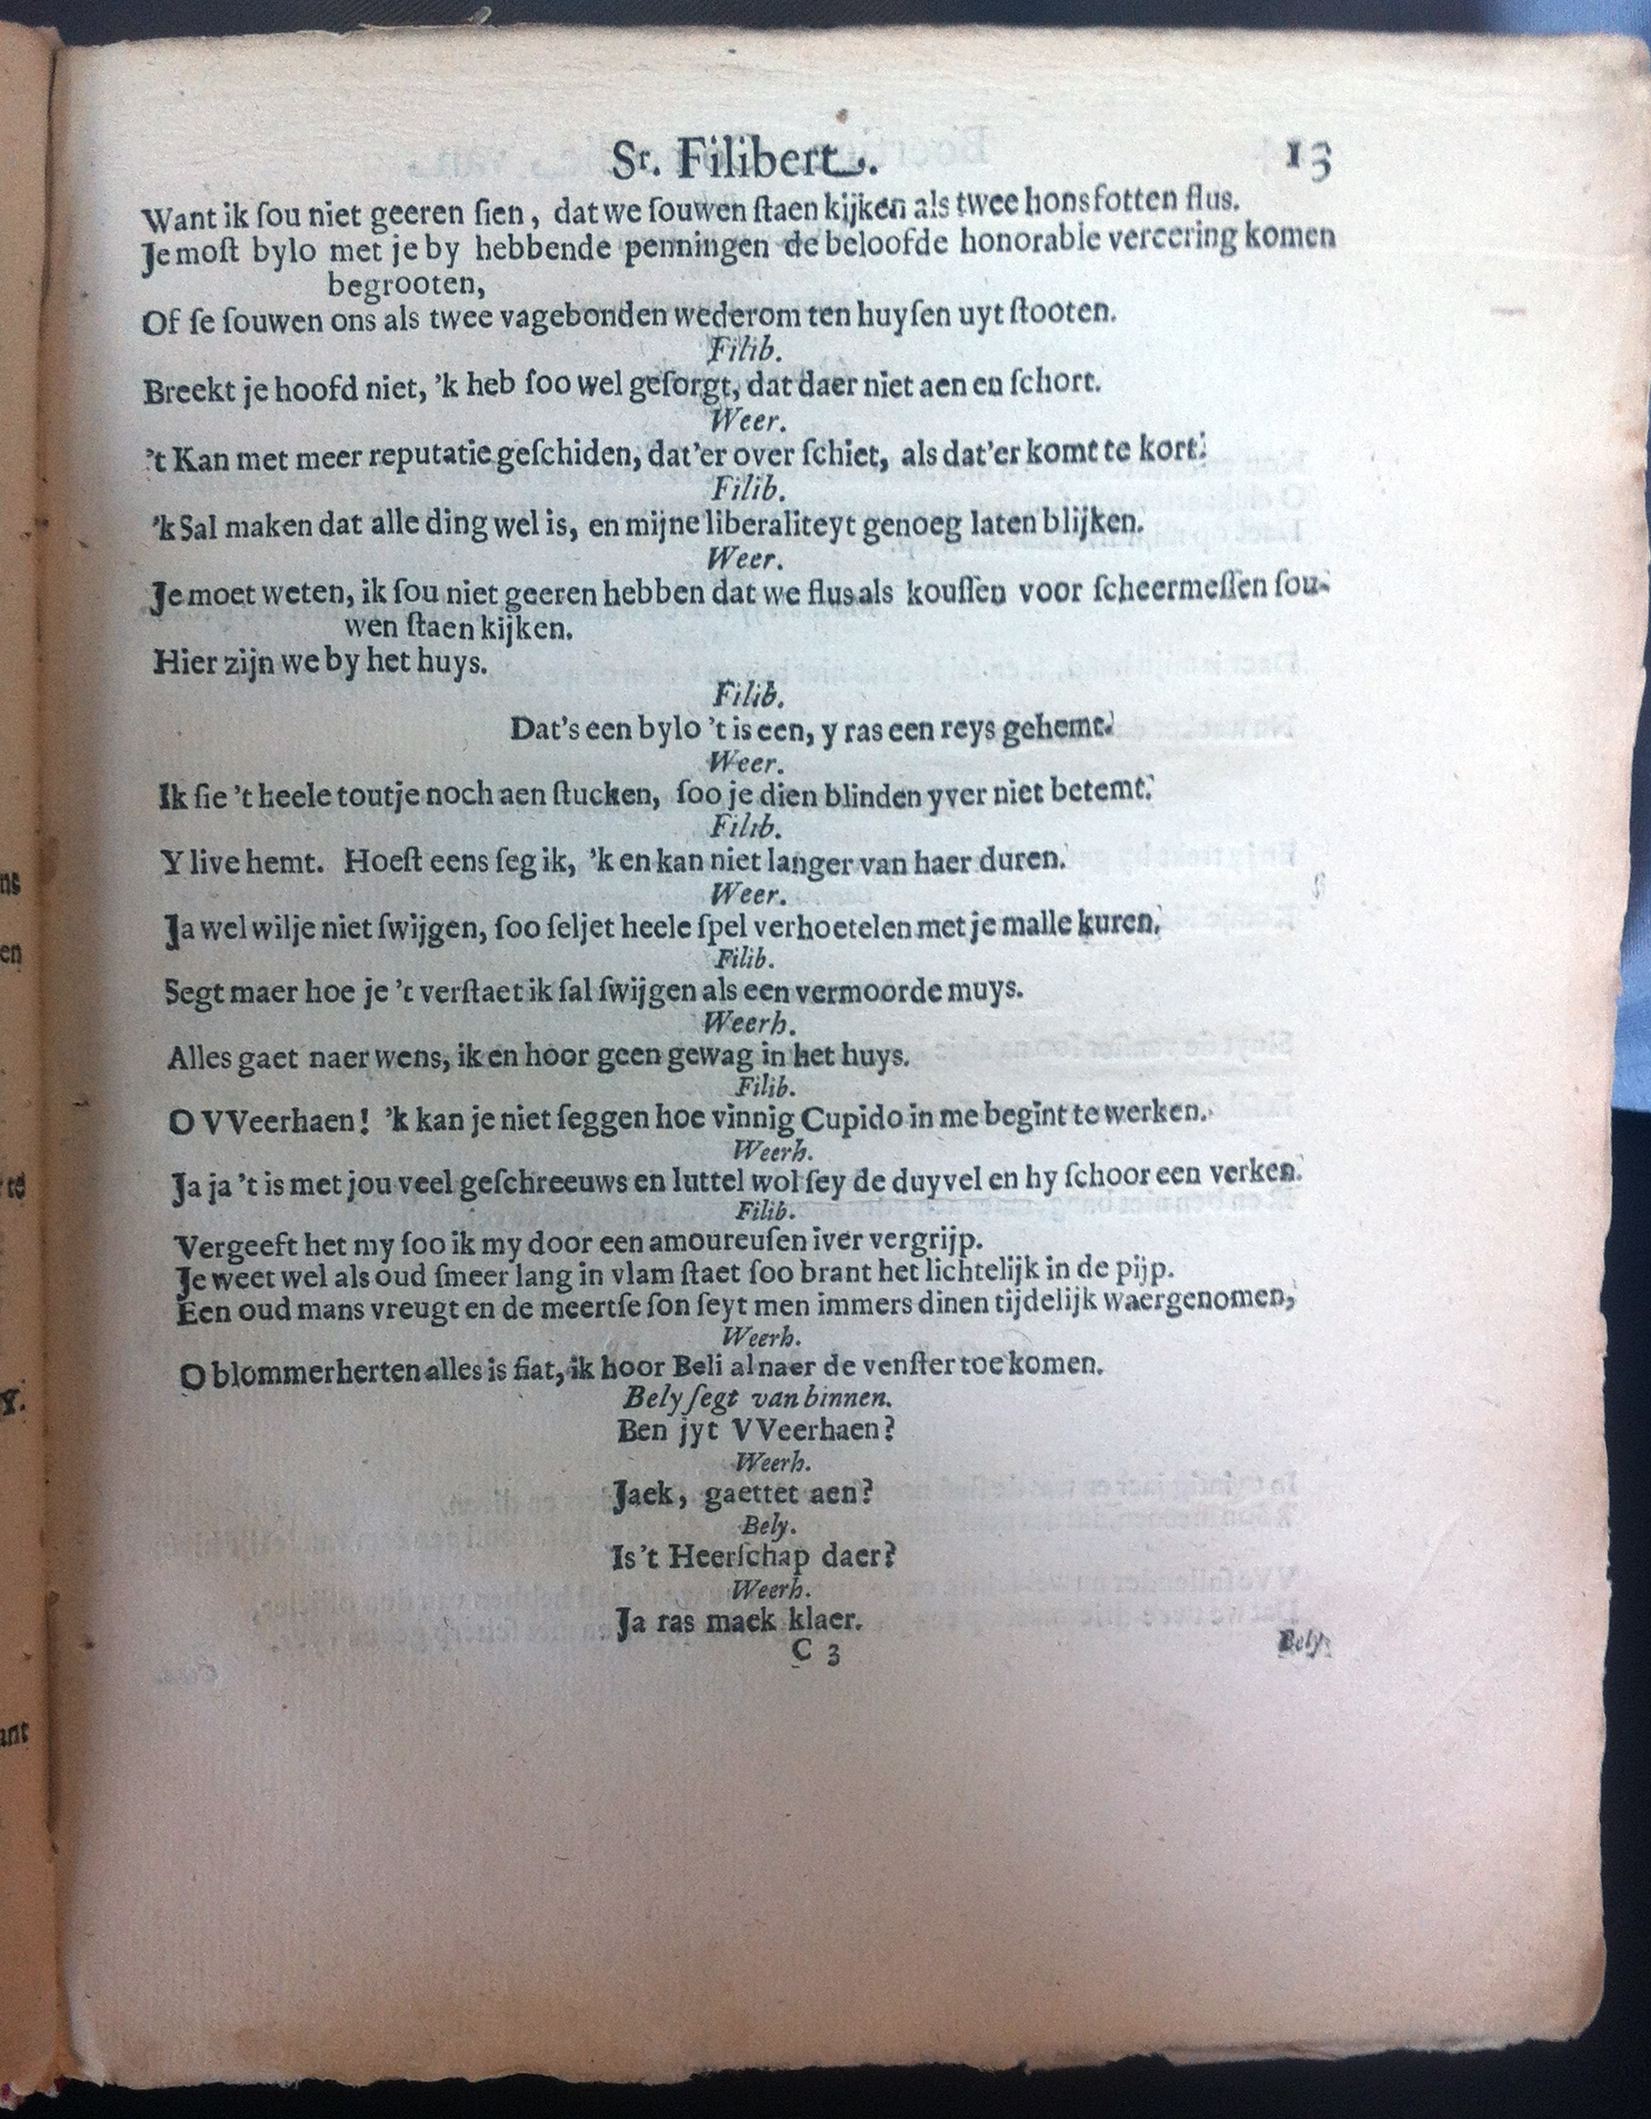 Sr. Filibert. 13
Want ik ſou niet geeren ſien, dat we ſouwen ſtaen kijken als twee honsfotten flus.
Je moſt bylo met je by hebbende penningen de beloofde honorable vereering komen
begrooten,
Of ſe ſouwen ons als twee vagebonden wederom ten huyſen uyt ſtooten.
Filib.
Breekt je hoofd niet, 'k heb ſoo wel geſorgt, dat daer niet aen en ſchort.
Weer.
't Kan met meer reputatie geſchiden, dat'er over ſchiet, als dat'er komt te kort.
Filib.
'k Sal maken dat alle ding wel is, en mijne liberaliteyt genoeg laten blijken.
Weer.
Je moet weten, ik ſou niet geeren hebben dat we flus als kouſſen voor ſcheermeſſen ſou-
wen ſtaen kijken.
Hier zijn we by het huys.
Filib.
Dat's een bylo 't is een, y ras een reys gehemt.
Weer.
Ik ſie 't heele toutje noch aen ſtucken, ſoo je dien blinden yver niet betemt.
Filib.
Y live hemt. Hoeſt eens ſeg ik, 'k en kan niet langer van haer duren.
Weer.
Ja wel wilje niet ſwijgen, ſoo ſeljet heele ſpel verhoetelen met je malle kuren.
Filib.
Segt maer hoe je 't verſtaet ik ſal ſwijgen als een vermoorde muys.
Weerh.
Alles gaet naer wens, ik en hoor geen gewag in het huys.
Filib.
O VVeerhaen! 'k kan je niet ſeggen hoe vinnig Cupido in me begint te werken.
Weerh.
Ja ja 't is met jou veel geſchreeuws en luttel wol ſey de duyvel en hy ſchoor een verken.
Filib.
Vergeeft het my ſoo ik my door een amoureuſen iver vergrijp.
Je weet wel als oud ſmeer lang in vlam ſtaet ſoo brant het lichtelijk in de pijp.
Een oud mans vreugt en de meertſe ſon ſeyt men immers dinen tijdelijk waergenomen,
Weerh.
O blommerherten alles is fiat, ik hoor Beli al naer de venſter toe komen.
Bely ſegt van binnen.
Ben jyt VVeerhaen?
Weerh.
Jaek, gaettet aen?
Bely.
Is't Heerſchap daer?
Weerh.
Ja ras maek klaer.
C 3 Bely.
ns
en
y.
ant